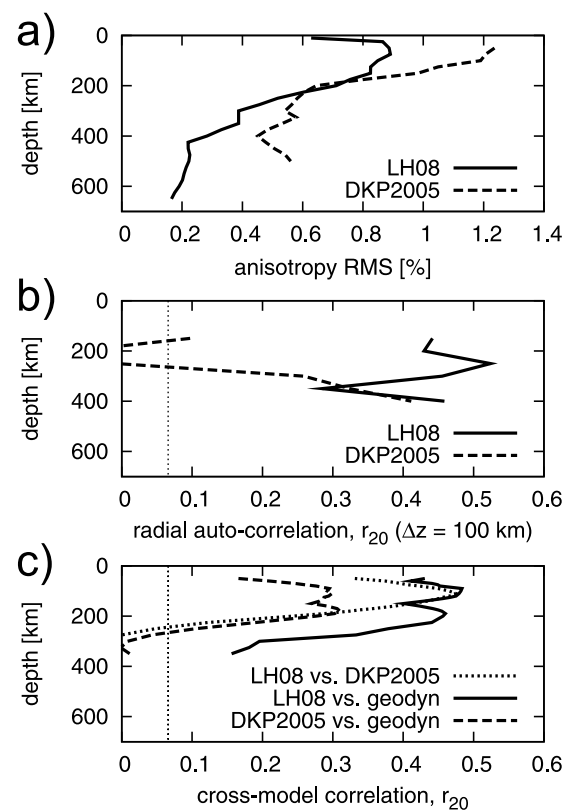 a)
0
200
400
600
depth [km]
LH08
DKP2005
0 0.2 0.4 0.6 0.8 1 1.2 1.4
anisotropy RMS [%]
b)
0
200
400
600
depth [km]
LH08
DKP2005
0 0.1 0.2 0.3 0.4 0.5 0.6
radial auto-correlation, r20 (Δz = 100 km)
c)
0
200
400
600
depth [km]
LH08 vs. DKP2005
LH08 vs. geodyn
DKP2005 vs. geodyn
0 0.1 0.2 0.3 0.4 0.5 0.6
cross-model correlation, r20